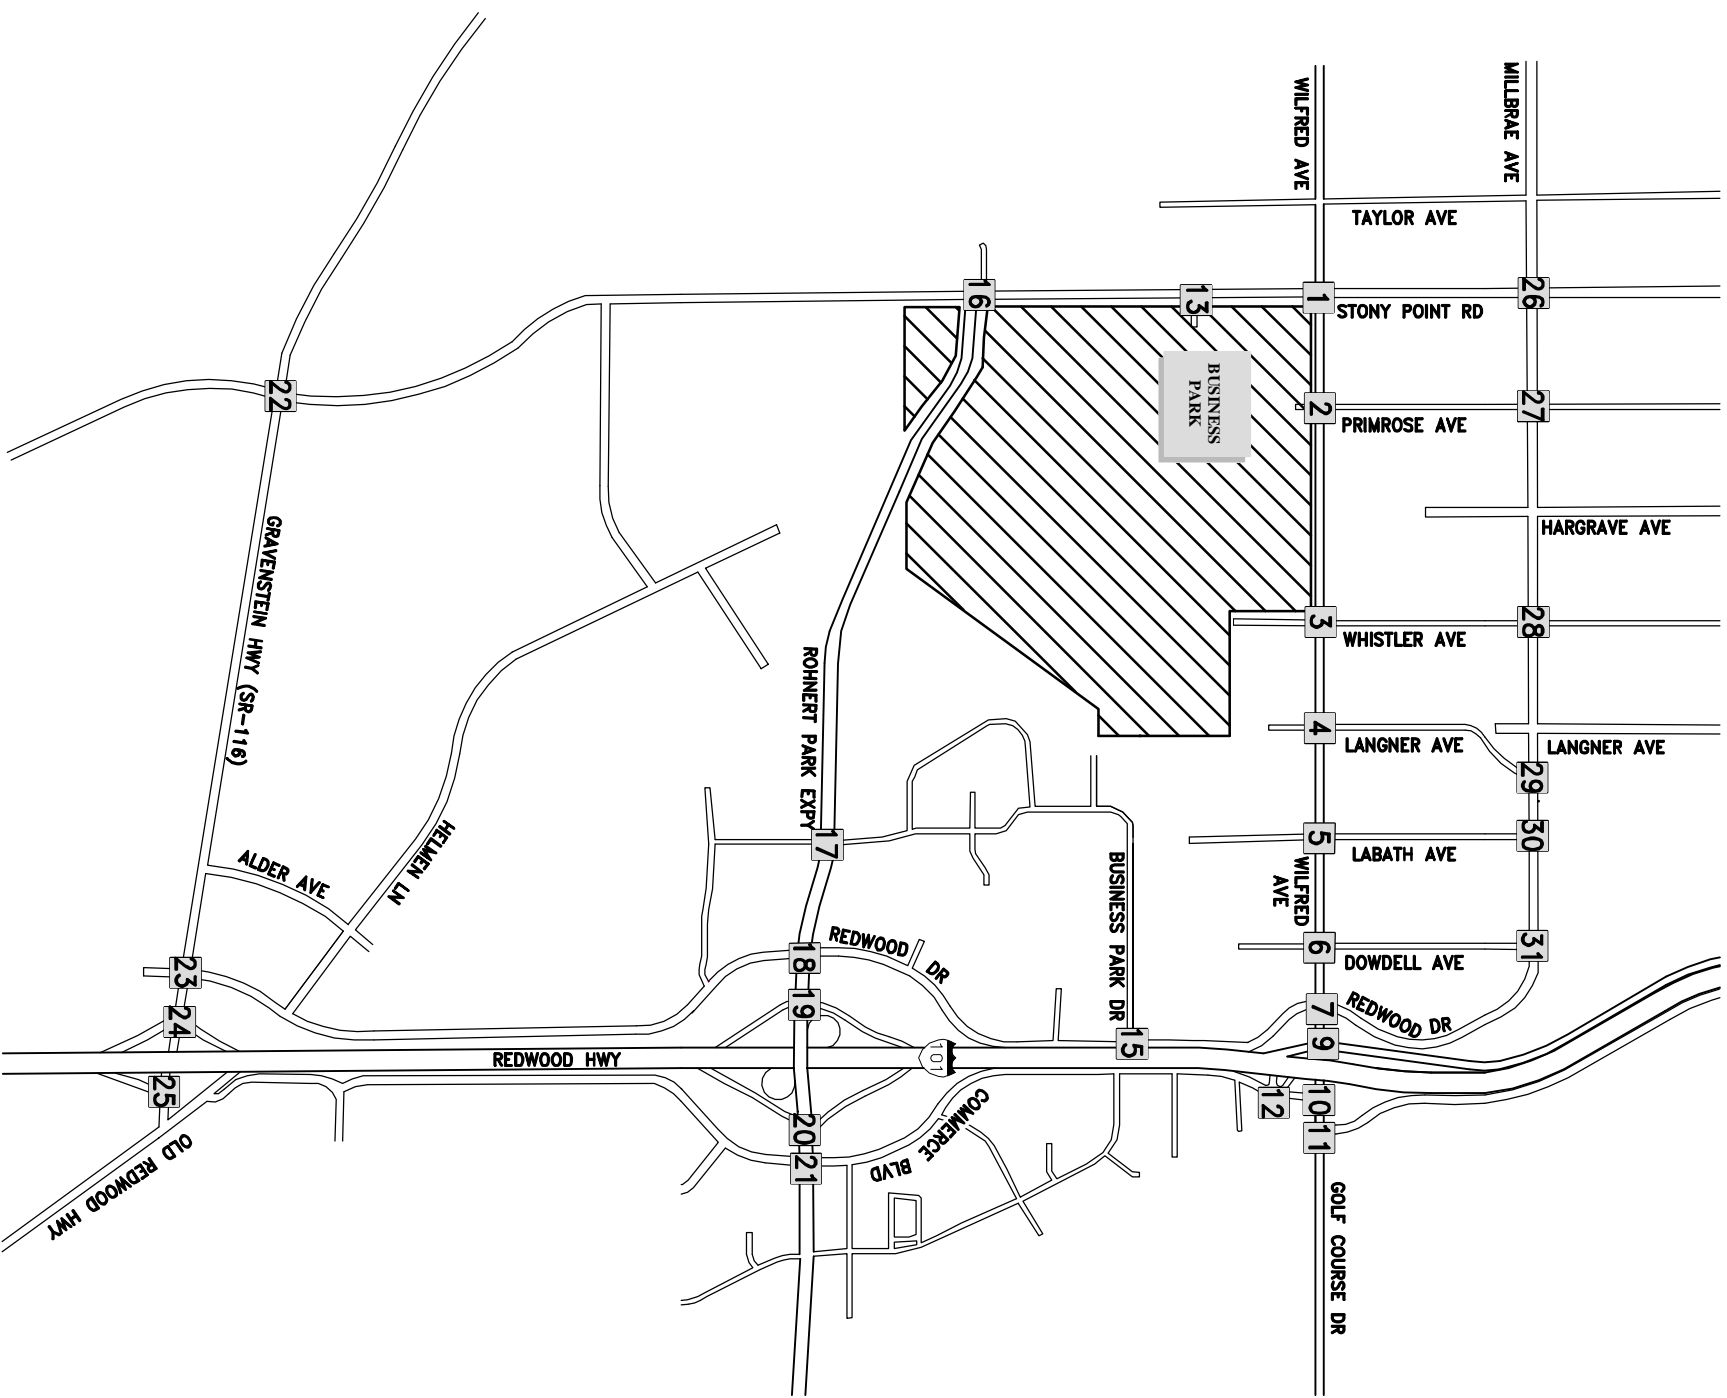 MILLBRAE AVE
WILFRED AVE
TAYLOR AVE
26
1
STONY POINT RD
13
16
27
2
PRIMROSE AVE
BUSINESS
PARK
22
HARGRAVE AVE
GRAVENSTEIN HWY (SR-116)
28
3
WHISTLER AVE
4
LANGNER AVE
LANGNER AVE
29
ROHNERT PARK EXPY
17
30
5
LABATH AVE
WILFRED
AVE
HELMEN LN
ALDER AVE
BUSINESS PARK DR
31
6
DOWDELL AVE
REDWOOD DR
18
19
23
24
7
REDWOOD DR
9
15
REDWOOD HWY
101
25
12
10
11
20
21
COMMERCE BLVD
OLD REDWOOD HWY
GOLF COURSE DR